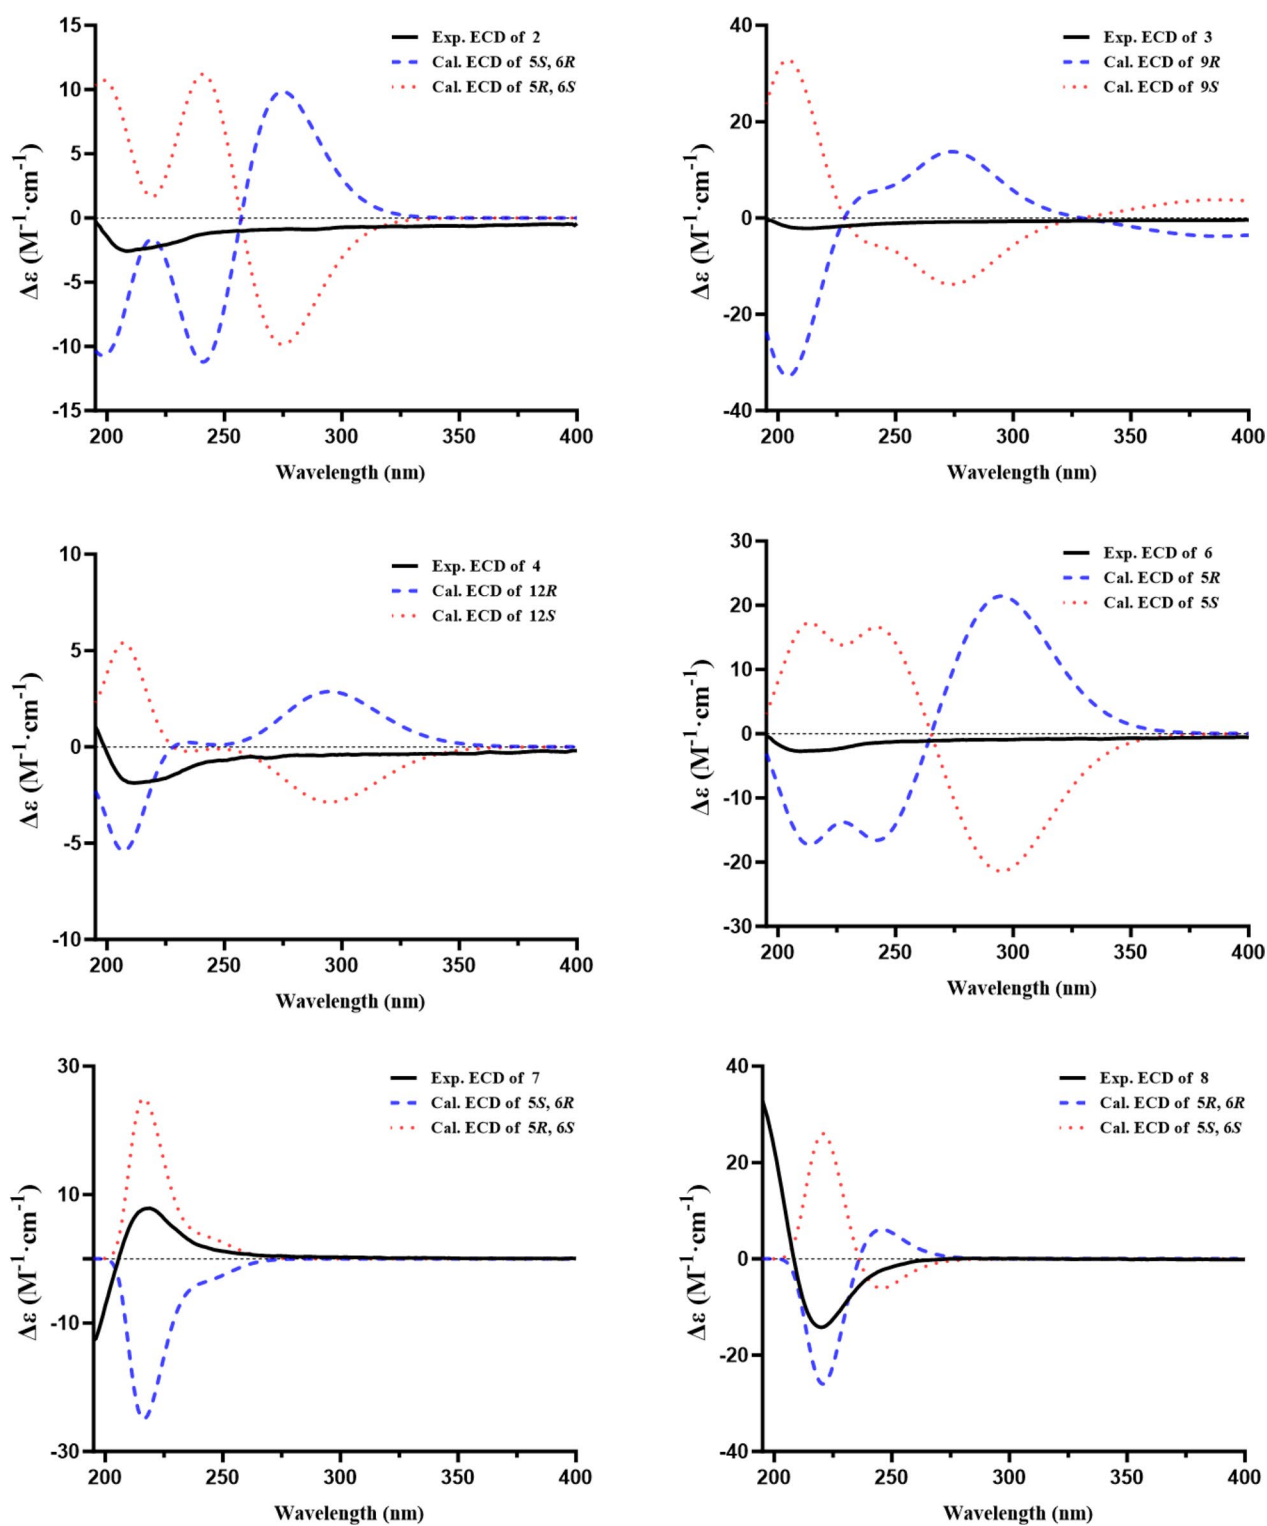 Exp. ECD of 2
Cal. ECD of 5S, 6R
Cal. ECD of 5R, 6S
15
10
5
0
-5
-10
-15
Δε (M⁻¹·cm⁻¹)
200 250 300 350 400
Wavelength (nm)
Exp. ECD of 3
Cal. ECD of 9R
Cal. ECD of 9S
40
20
0
-20
-40
Δε (M⁻¹·cm⁻¹)
200 250 300 350 400
Wavelength (nm)
Exp. ECD of 4
Cal. ECD of 12R
Cal. ECD of 12S
10
5
0
-5
-10
Δε (M⁻¹·cm⁻¹)
200 250 300 350 400
Wavelength (nm)
Exp. ECD of 6
Cal. ECD of 5R
Cal. ECD of 5S
30
20
10
0
-10
-20
-30
Δε (M⁻¹·cm⁻¹)
200 250 300 350 400
Wavelength (nm)
Exp. ECD of 7
Cal. ECD of 5S, 6R
Cal. ECD of 5R, 6S
30
10
-10
-30
Δε (M⁻¹·cm⁻¹)
200 250 300 350 400
Wavelength (nm)
Exp. ECD of 8
Cal. ECD of 5R, 6R
Cal. ECD of 5S, 6S
40
20
0
-20
-40
Δε (M⁻¹·cm⁻¹)
200 250 300 350 400
Wavelength (nm)